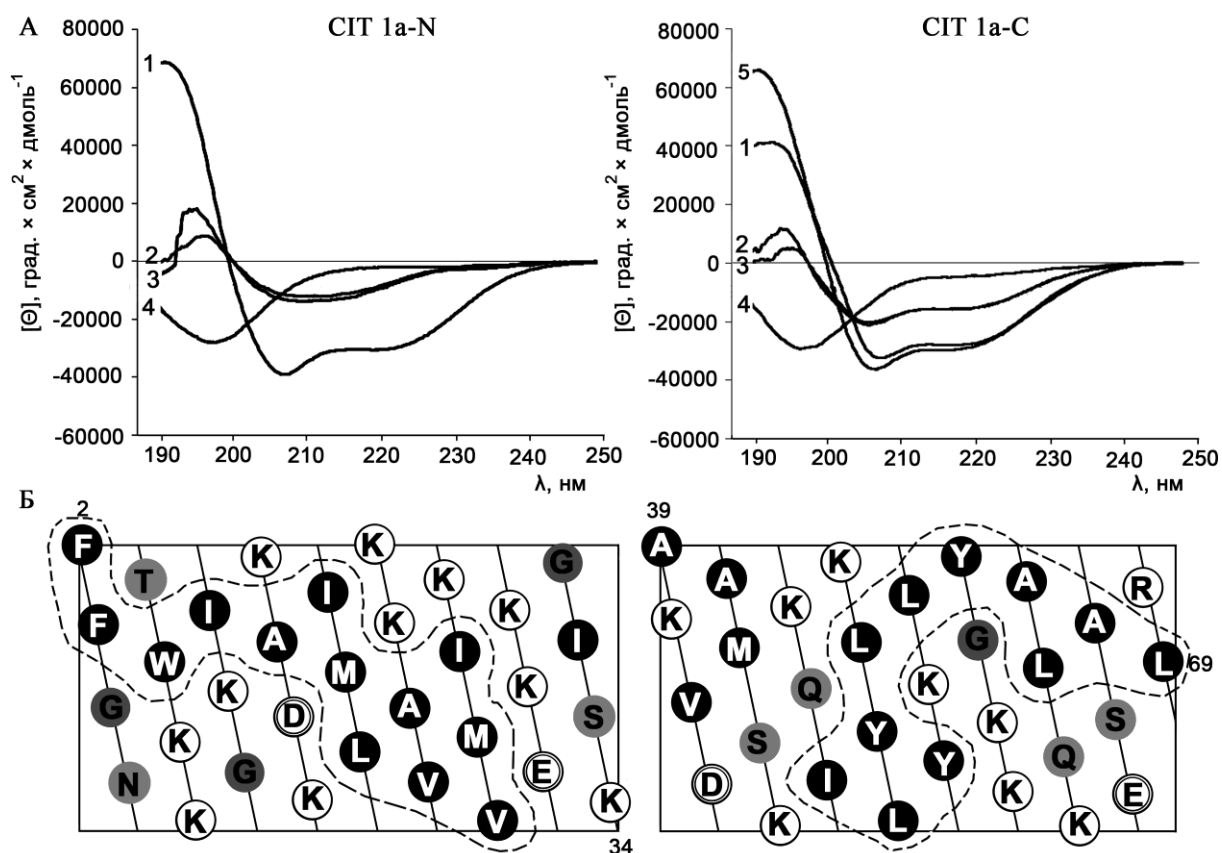 А CIT 1a-N CIT 1a-C
[Θ], град. × см² × дмоль⁻¹
80000
60000
40000
20000
0
-20000
-40000
-60000
1
2
3
4
190 200 210 220 230 240 250
λ, нм
[Θ], град. × см² × дмоль⁻¹
80000
60000
40000
20000
0
-20000
-40000
-60000
5
1
2
3
4
190 200 210 220 230 240 250
λ, нм
Б
2
F F G N
T W K K
I K G
K A D K
I M L
K K A V
K I M V
K K E
G I S K
34
39
A K V D
A M S K
K Q I
K L Y L
L K Y
Y G K K
A L Q K
A S E
R L
69